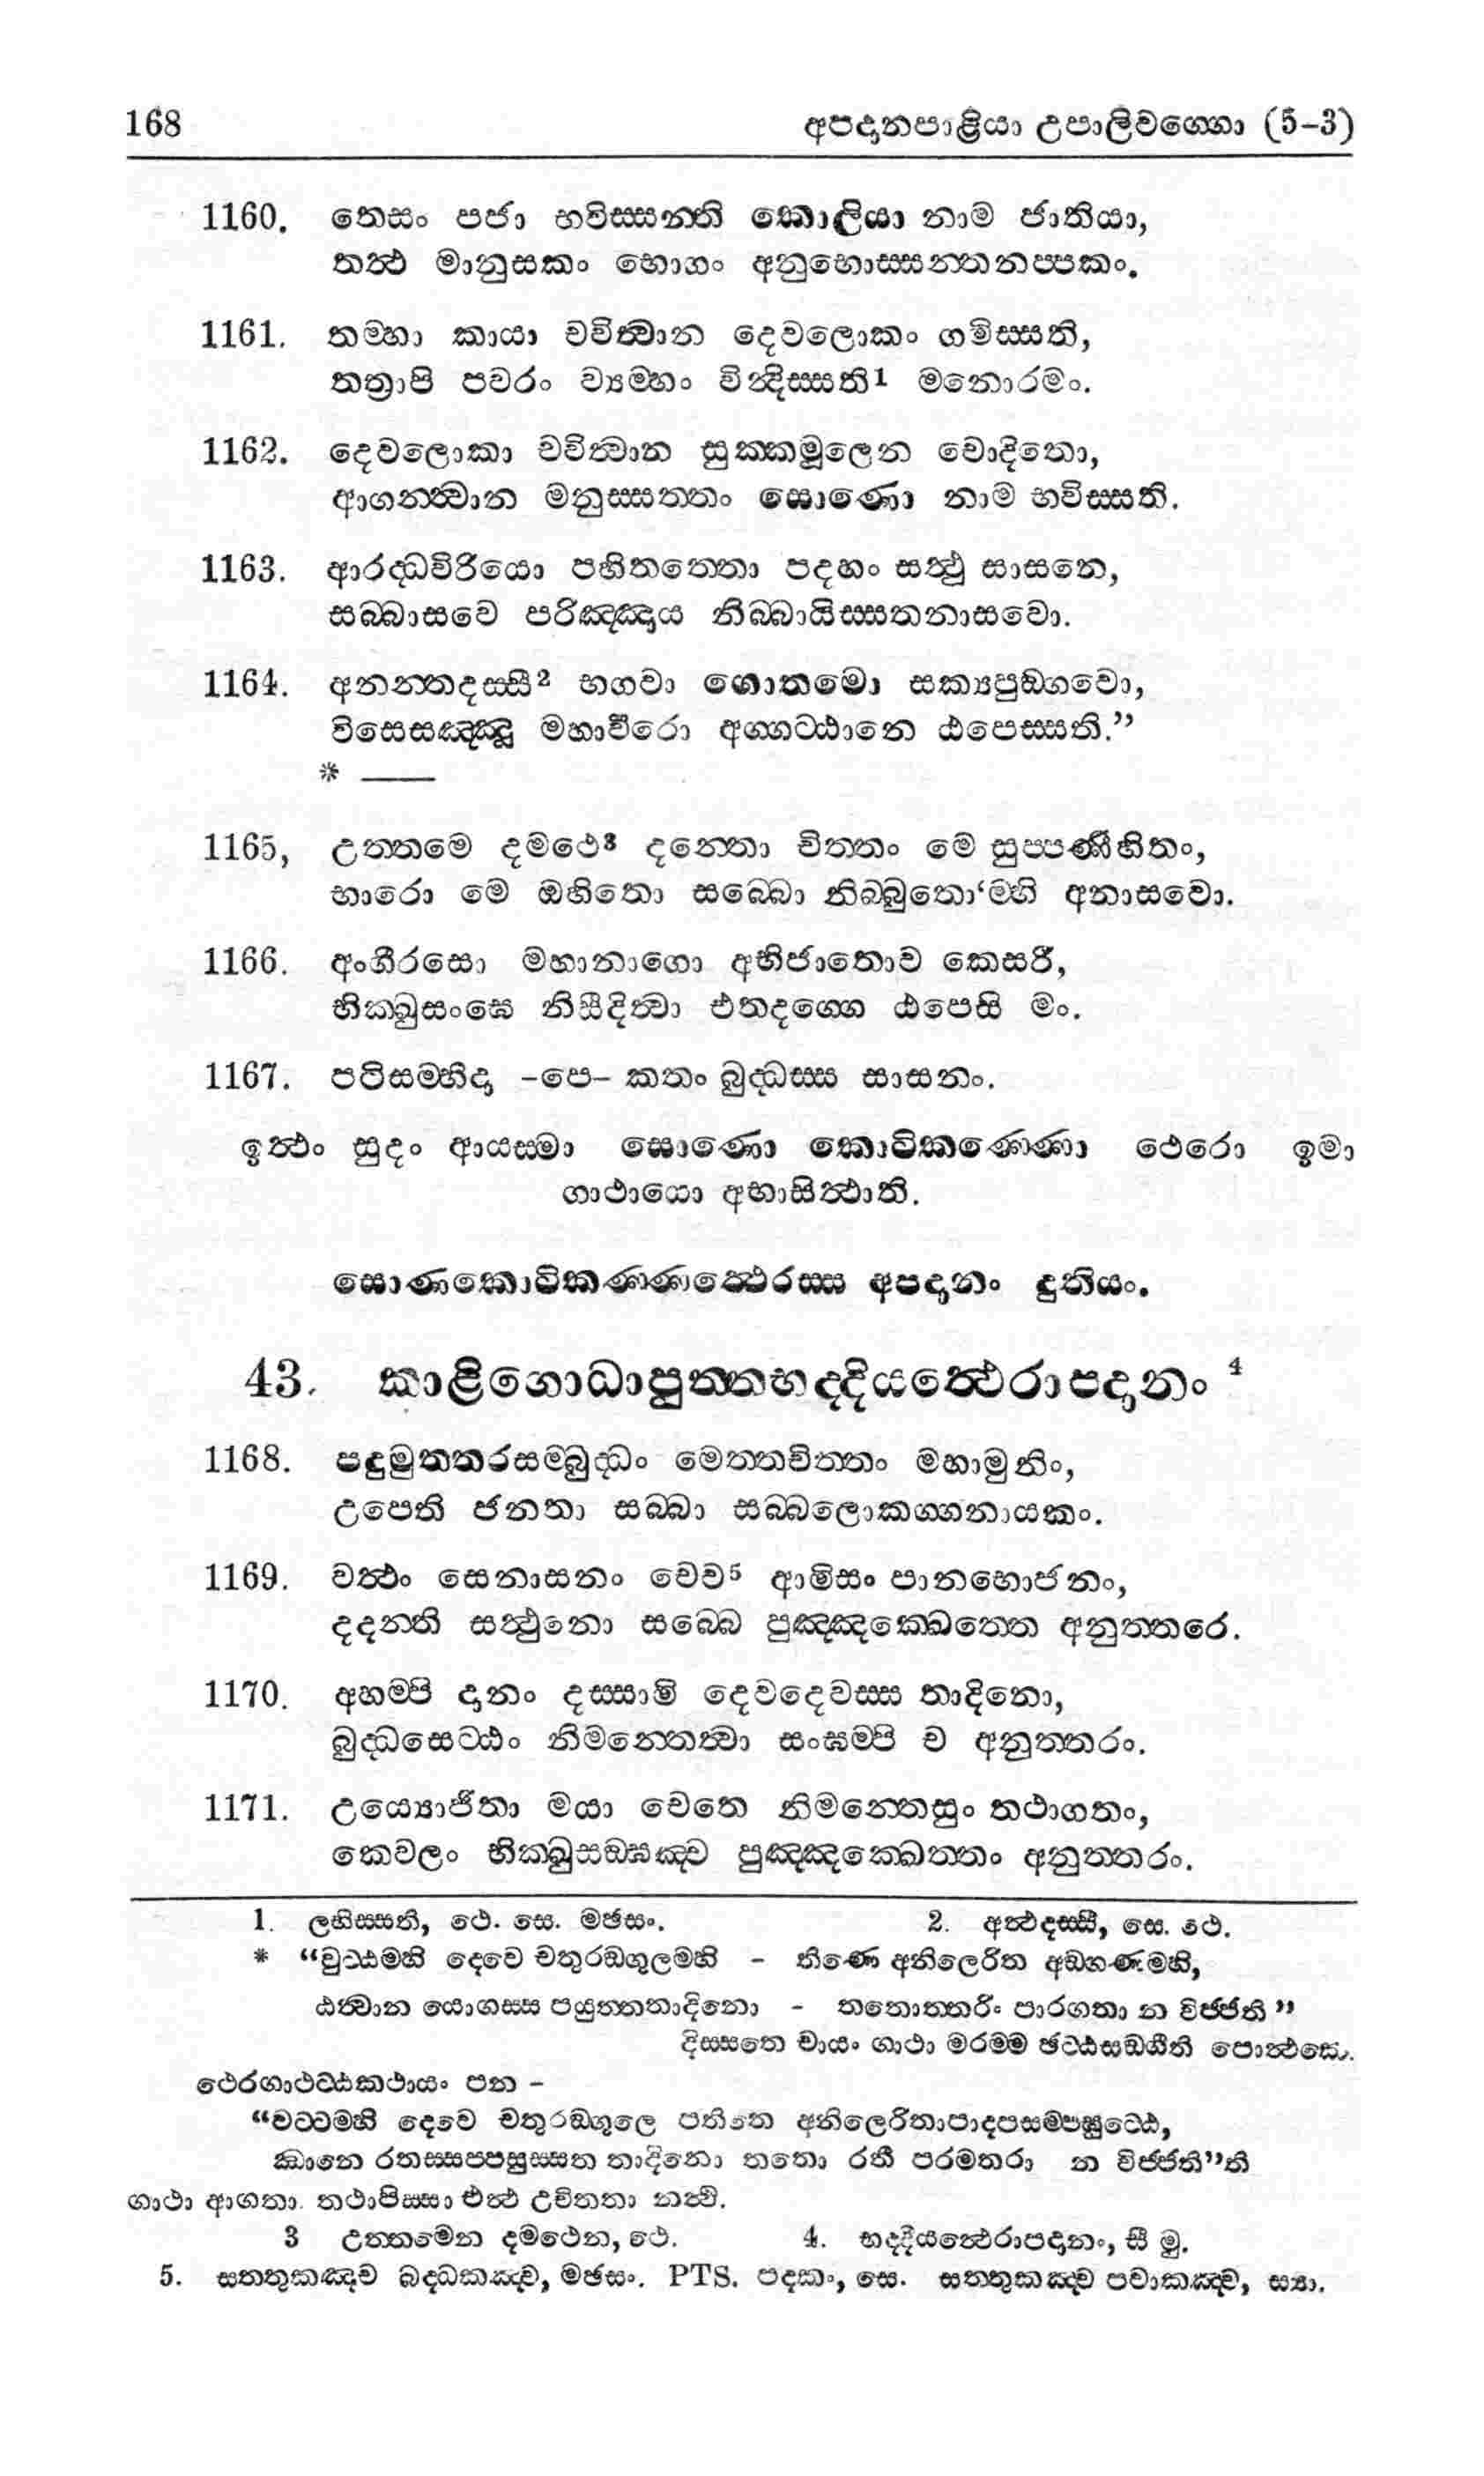 168 අපදානපාළියා උපාලිවග්ගො (5-3)
1160. තෙසං පජා භවිස්සන්ති කොලියා නාම ජාතියා,
තත්ථ මානුසකං භොගං අනුභොස්සන්තනප්පකං.
1161. තම්හා කායා චවිත්වාන දෙවලොකං ගමිස්සති,
තත්‍රාපි පවරං ව්‍යම්හං වින්දිස්සති1 මනොරමං.
1162. දෙවලොකා චවිත්වාන සුක්කමූලෙන චොදිතො,
ආගන්ත්වාන මනුස්සත්තං සොණො නාම භවිස්සති.
1163. ආරද්ධවිරියො පහිතත්තො පදහං සත්ථු සාසනෙ,
සබ්බාසවෙ පරිඤ්ඤාය නිබ්බායිස්සතනාසවො.
1164. අනන්තදස්සී2 භගවා ගොතමො සක්‍යපුඞ්ගවො,
විසෙසඤ්ඤූ මහාවීරො අග්ගට්ඨානෙ ඨපෙස්සති.”
* ——
1165, උත්තමෙ දමථෙ3 දන්තො චිත්තං මෙ සුප්පණිහිතං,
භාරො මෙ ඔහිතො සබ්බො නිබ්බුතො‘ම්හි අනාසවො.
1166. අංගීරසො මහානාගො අභිජාතොව කෙසරී,
භික්ඛුසංඝෙ නිසීදිත්වා එතදග්ගෙ ඨපෙසි මං.
1167. පටිසම්භිදා -පෙ- කතං බුද්ධස්ස සාසනං.
ඉත්ථං සුදං ආයස්මා සොණො කොටිකණ්ණො ථෙරො ඉමා
ගාථායො අභාසිත්ථාති.
සොණකොටිකණ්ණත්ථෙරස්ස අපදානං දුතියං.
43. කාළිගොධාපුත්තභද්දියත්ථෙරාපදානං 4
1168. පදුමුත්තරසම්බුද්ධං මෙත්තචිත්තං මහාමුනිං,
උපෙති ජනතා සබ්බා සබ්බලොකග්ගනායකං.
1169. වත්ථං සෙනාසනං චෙව5 ආමිසං පානභොජනං,
දදන්ති සත්ථුනො සබ්බෙ පුඤ්ඤක්ඛෙත්තෙ අනුත්තරෙ.
1170. අහම්පි දානං දස්සාමි දෙවදෙවස්ස තාදිනො,
බුද්ධසෙට්ඨං නිමන්තෙත්වා සංඝම්පි ච අනුත්තරං.
1171. උය්‍යොජිතා මයා චෙතෙ නිමන්තෙසුං තථාගතං,
කෙවලං භික්ඛුසඞ්ඝඤ්ච පුඤ්ඤක්ඛෙත්තං අනුත්තරං.
1. ලභිස්සති, ථෙ. සෙ. මඡසං. 2. අත්ථදස්සී, සෙ. ථෙ.
* “වුට්ඨම්හි දෙවෙ චතුරඞ්ගුලම්හි - තිණෙ අනිලෙරිත අඞ්ගණම්හි,
ඨත්වාන යොගස්ස පයුත්තතාදිනො - තතොත්තරිං පාරගතා න විජ්ජති ”
දිස්සතෙ චායං ගාථා මරම්ම ඡට්ඨසඞ්ගීති පොත්ථකෙ.
ථෙරගාථට්ඨකථායං පන -
“වට්ටම්හි දෙවෙ චතුරඞ්ගුලෙ පතිතෙ අනිලෙරිතාපාදපසම්පඝුට්ඨෙ,
ඣානෙ රතස්සප්පසුස්සත තාදිනො තතො රතී පරමතරා න විජ්ජති”ති
ගාථා ආගතා. තථාපිස්සා එත්ථ උචිතතා නත්ථි.
3 උත්තමෙන දමථෙන, ථෙ. 4. භද්දියත්ථෙරාපදානං, සී මු.
5. සත්තුකඤ්ච බද්ධකඤ්ච, මඡසං. PTS. පදකං, සෙ. සත්තුකඤ්ච පවාකඤ්ච, ස්‍යා.